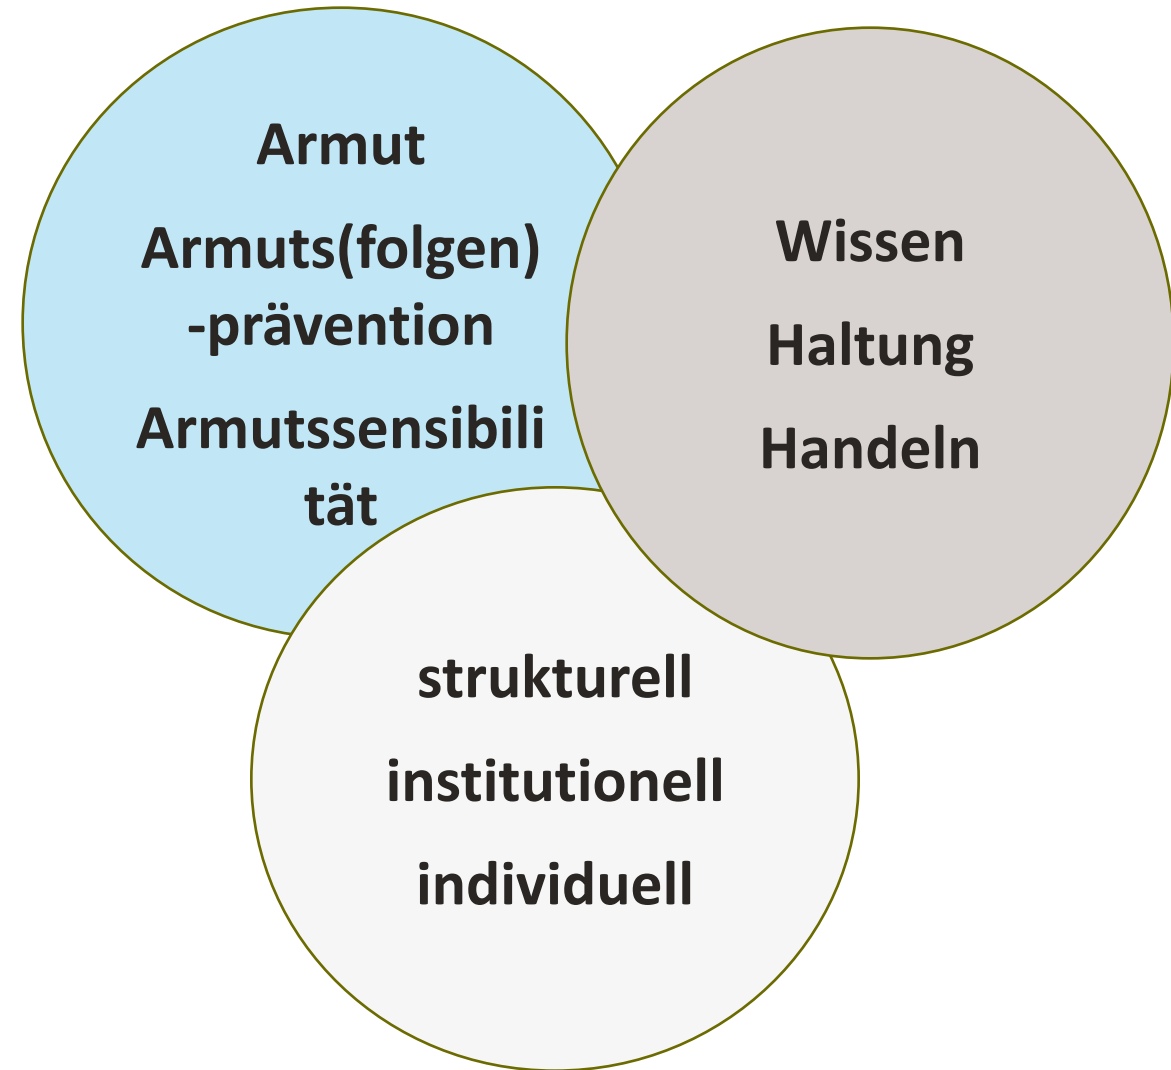 Armut
Armuts(folgen)
-prävention
Armutssensibili
tät
Wissen
Haltung
Handeln
strukturell
institutionell
individuell